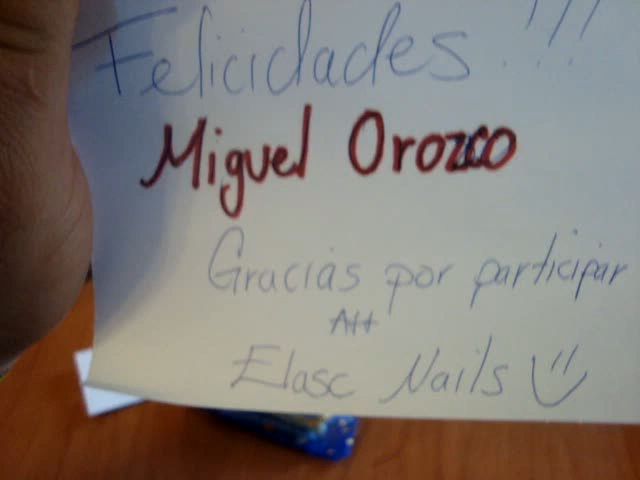 Felicidades!!!
Miguel Orozco
Gracias por participar
Att
Elasc Nails